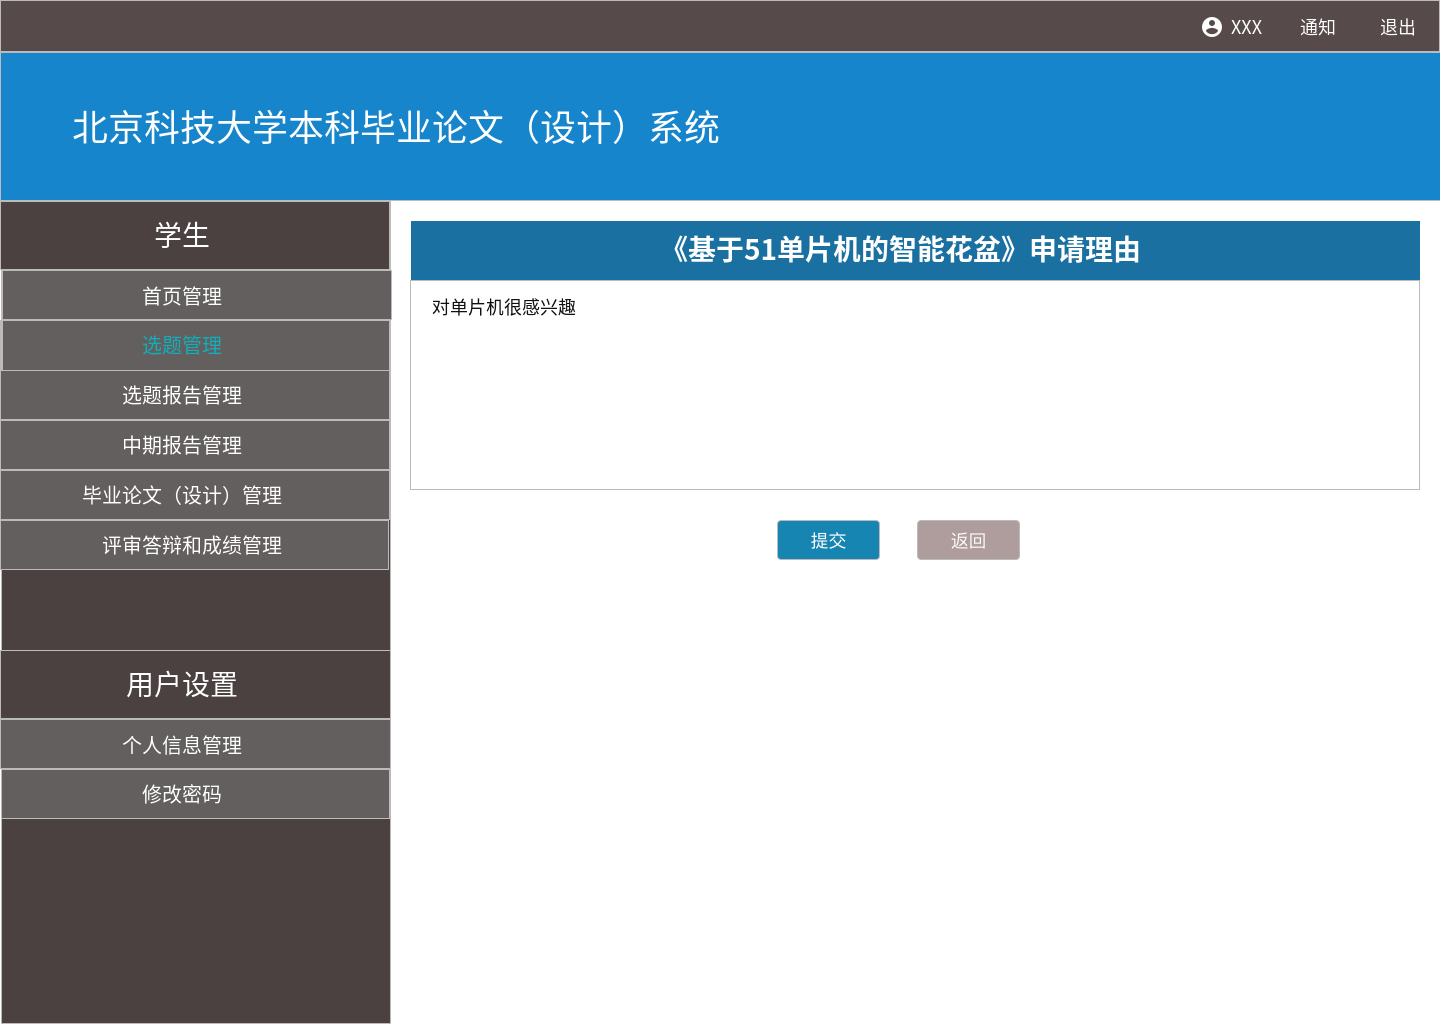 XXX 通知 退出
北京科技大学本科毕业论文（设计）系统
学生
首页管理
选题管理
选题报告管理
中期报告管理
毕业论文（设计）管理
评审答辩和成绩管理
用户设置
个人信息管理
修改密码
《基于51单片机的智能花盆》申请理由
对单片机很感兴趣
提交 返回